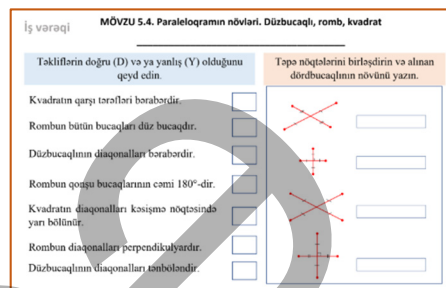 İş vərəqi
MÖVZU 5.4. Paraleloqramın növləri. Düzbucaqlı, romb, kvadrat
Təkliflərin doğru (D) və ya yanlış (Y) olduğunu
qeyd edin.
Kvadratın qarşı tərəfləri bərabərdir.
Rombun bütün bucaqları düz bucaqdır.
Düzbucaqlının diaqonalları bərabərdir.
Rombun qonşu bucaqlarının cəmi 180°-dir.
Kvadratın diaqonalları kəsişmə nöqtəsində
yarı bölünür.
Rombun diaqonalları perpendikulyardır.
Düzbucaqlının diaqonalları tənböləndir.
Təpə nöqtələrini birləşdirin və alınan
dördbucaqlının növünü yazın.